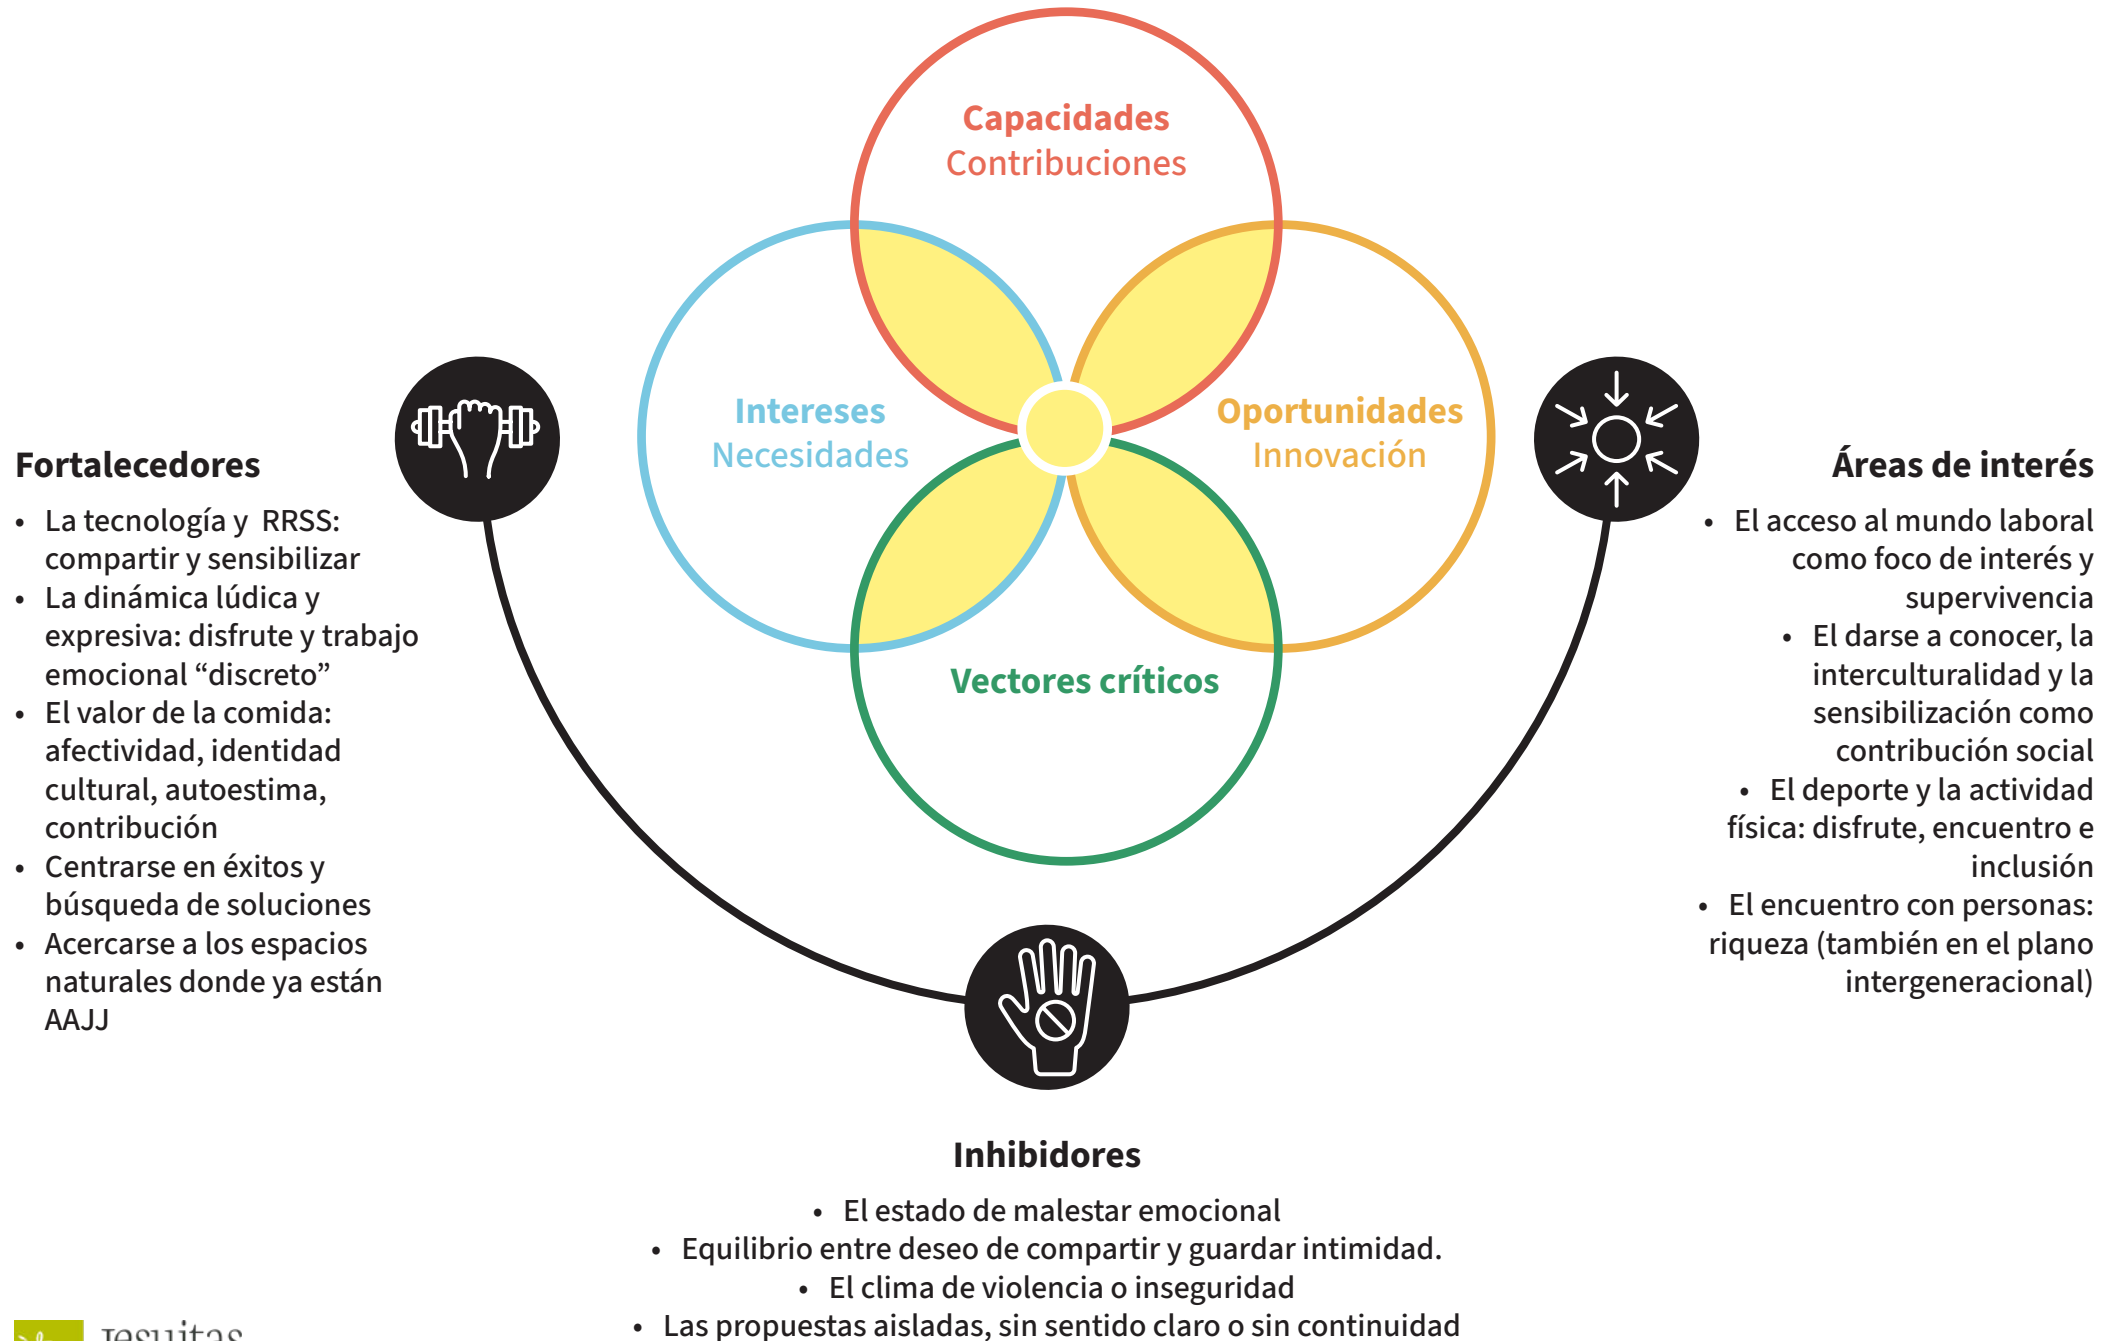 Capacidades
Contribuciones
Intereses
Necesidades
Oportunidades
Innovación
Vectores críticos
Fortalecedores
• La tecnología y RRSS:
compartir y sensibilizar
• La dinámica lúdica y
expresiva: disfrute y trabajo
emocional “discreto”
• El valor de la comida:
afectividad, identidad
cultural, autoestima,
contribución
• Centrarse en éxitos y
búsqueda de soluciones
• Acercarse a los espacios
naturales donde ya están
AAJJ
Áreas de interés
• El acceso al mundo laboral
como foco de interés y
supervivencia
• El darse a conocer, la
interculturalidad y la
sensibilización como
contribución social
• El deporte y la actividad
física: disfrute, encuentro e
inclusión
• El encuentro con personas:
riqueza (también en el plano
intergeneracional)
Inhibidores
• El estado de malestar emocional
• Equilibrio entre deseo de compartir y guardar intimidad.
• El clima de violencia o inseguridad
• Las propuestas aisladas, sin sentido claro o sin continuidad
Jesuitas